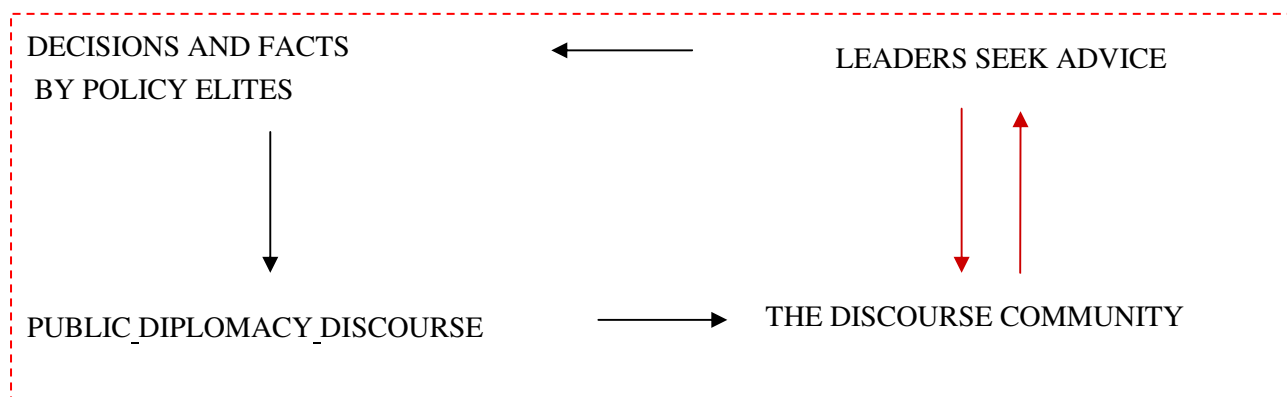 DECISIONS AND FACTS
BY POLICY ELITES
LEADERS SEEK ADVICE
PUBLIC DIPLOMACY DISCOURSE
THE DISCOURSE COMMUNITY